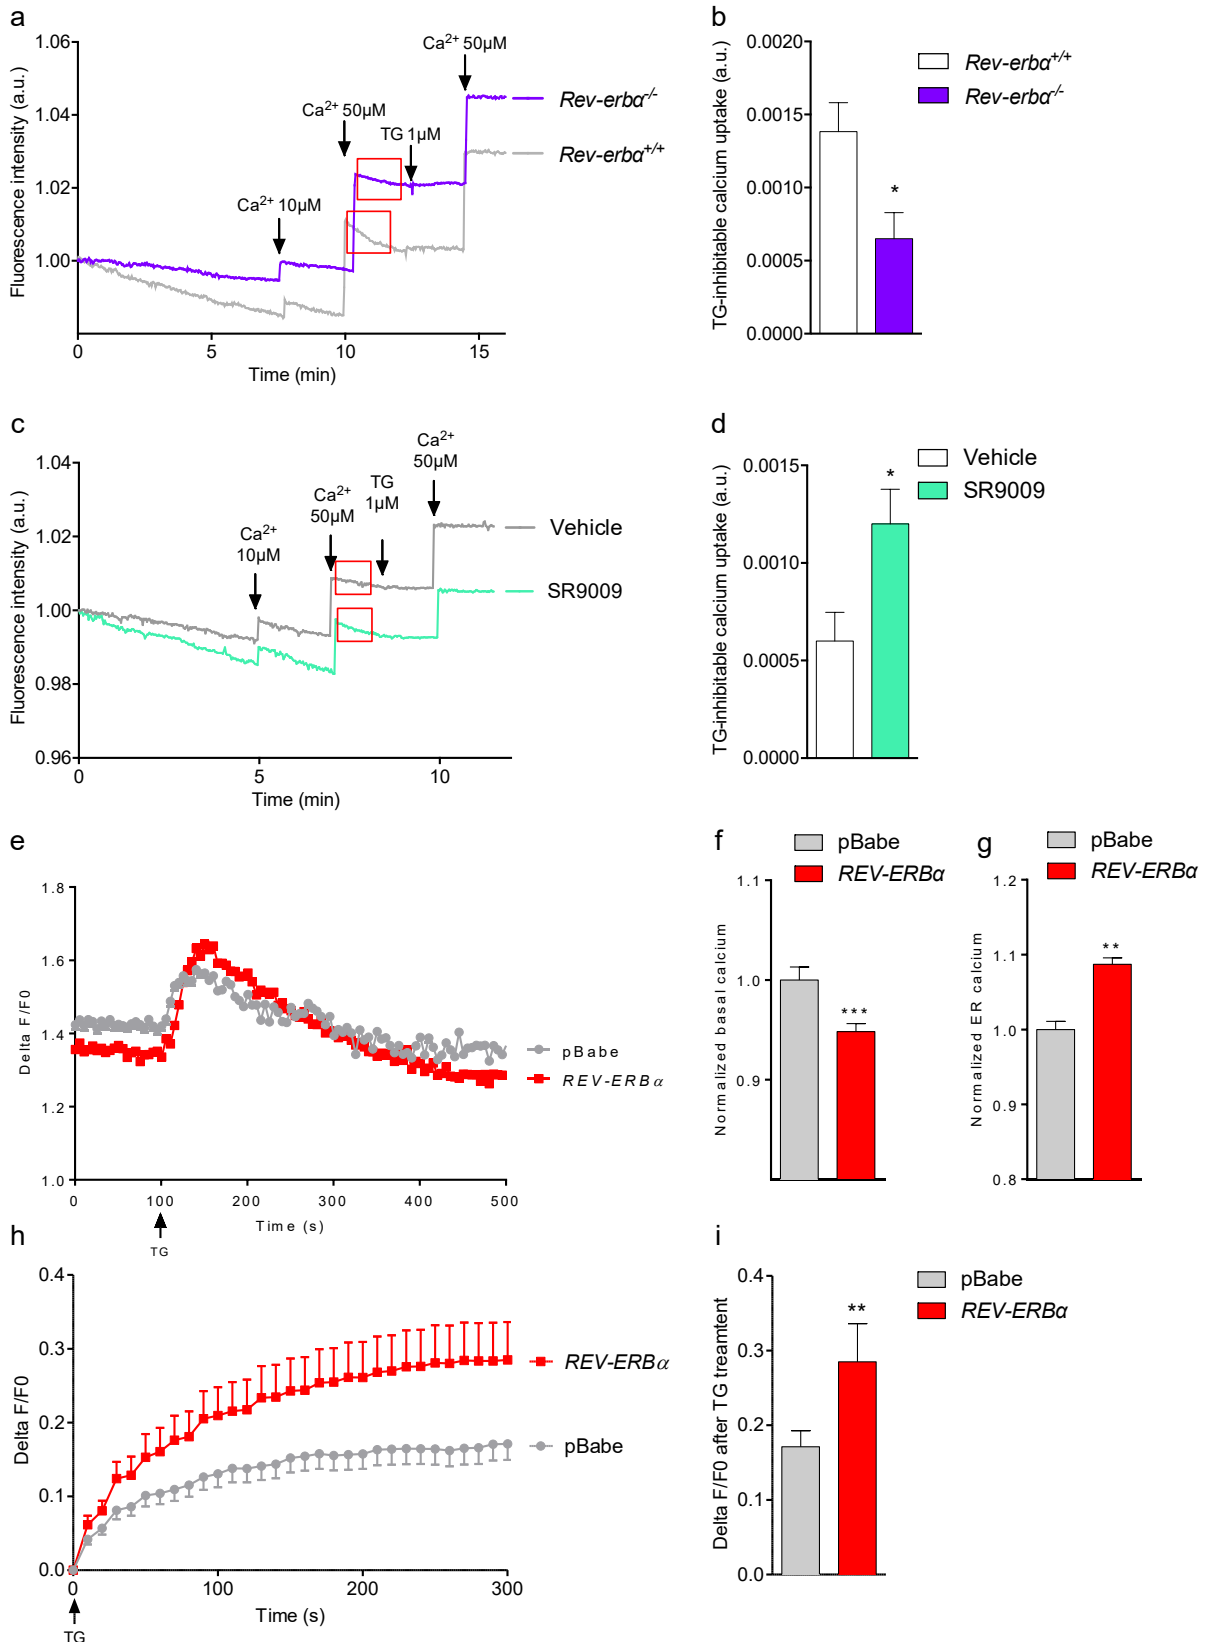 a
Fluorescence intensity (a.u.)
1.06
1.04
1.02
1.00
0
5
10
15
Time (min)
Ca2+ 10µM
Ca2+ 50µM
TG 1µM
Ca2+ 50µM
Rev-erbα-/-
Rev-erbα+/+
b
TG-inhibitable calcium uptake (a.u.)
0.0020
0.0015
0.0010
0.0005
0.0000
*
Rev-erbα+/+
Rev-erbα-/-
c
Fluorescence intensity (a.u.)
1.04
1.02
1.00
0.98
0.96
0
5
10
Time (min)
Ca2+
10µM
Ca2+
50µM
TG
1µM
Ca2+
50µM
Vehicle
SR9009
d
TG-inhibitable calcium uptake (a.u.)
0.0015
0.0010
0.0005
0.0000
*
Vehicle
SR9009
e
Delta F/F0
1.8
1.6
1.4
1.2
1.0
0
100
200
300
400
500
Time (s)
TG
pBabe
REV-ERBα
f
pBabe
REV-ERBα
Normalized basal calcium
1.1
1.0
0.9
***
g
pBabe
REV-ERBα
Normalized ER calcium
1.2
1.1
1.0
0.9
0.8
**
h
Delta F/F0
0.4
0.3
0.2
0.1
0.0
0
100
200
300
Time (s)
TG
REV-ERBα
pBabe
i
Delta F/F0 after TG treamtent
0.4
0.3
0.2
0.1
0.0
**
pBabe
REV-ERBα